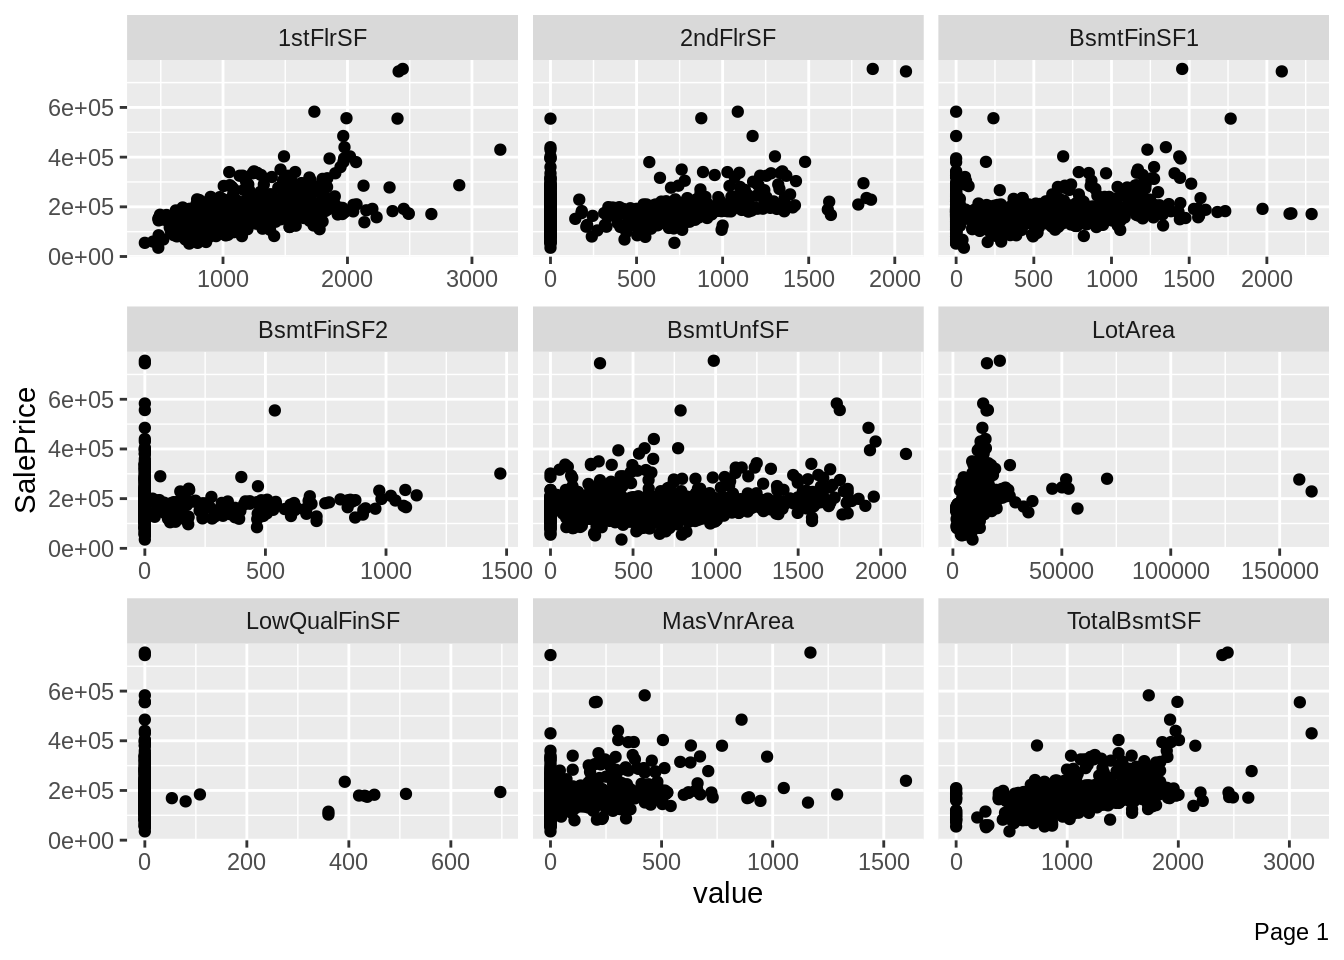 1stFlrSF 2ndFlrSF BsmtFinSF1
6e+05
4e+05
2e+05
0e+00
1000 2000 3000 0 500 1000 1500 2000 0 500 1000 1500 2000
BsmtFinSF2 BsmtUnfSF LotArea
6e+05
4e+05
2e+05
0e+00
0 500 1000 1500 0 500 1000 1500 2000 0 50000 100000 150000
SalePrice
LowQualFinSF MasVnrArea TotalBsmtSF
6e+05
4e+05
2e+05
0e+00
0 200 400 600 0 500 1000 1500 0 1000 2000 3000
value
Page 1